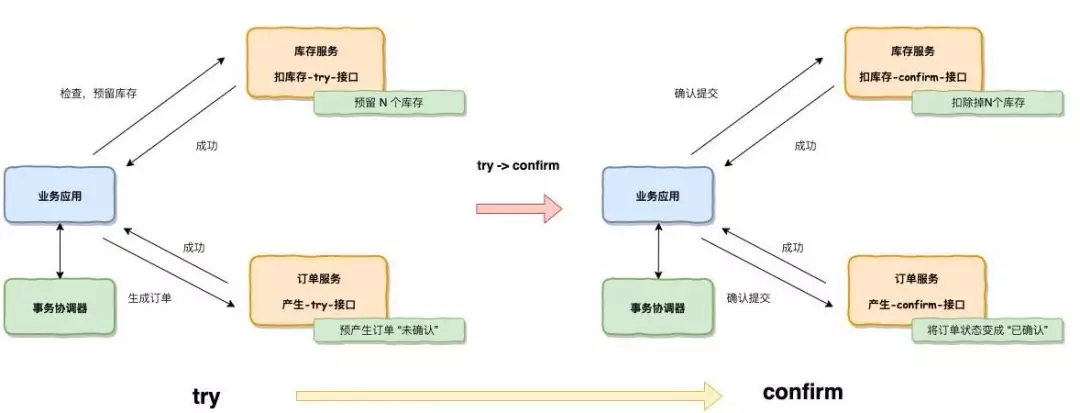 库存服务
扣库存-try-接口
预留 N 个库存
检查，预留库存
成功
业务应用
成功
生成订单
事务协调器
订单服务
产生-try-接口
预产生订单 “未确认”
try
try -> confirm
库存服务
扣库存-confirm-接口
扣除掉N个库存
确认提交
成功
业务应用
成功
确认提交
事务协调器
订单服务
产生-confirm-接口
将订单状态变成 “已确认”
confirm